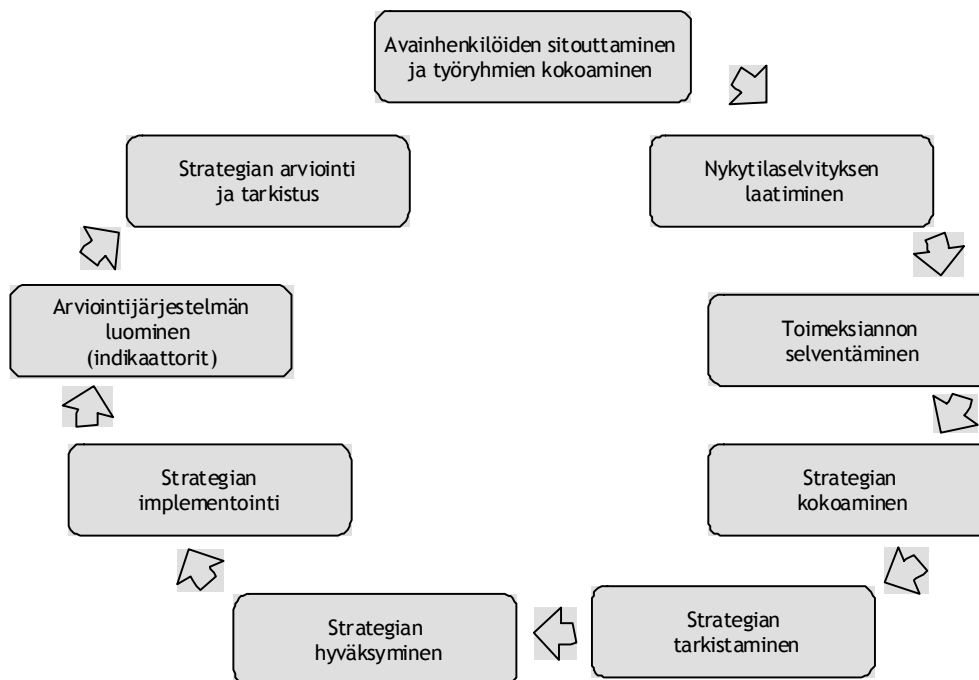 Avainhenkilöiden sitouttaminen
ja työryhmien kokoaminen
Nykytilaselvityksen
laatiminen
Toimeksiannon
selventäminen
Strategian
kokoaminen
Strategian
tarkistaminen
Strategian
hyväksyminen
Strategian
implementointi
Arviointijärjestelmän
luominen
(indikaattorit)
Strategian arviointi
ja tarkistus